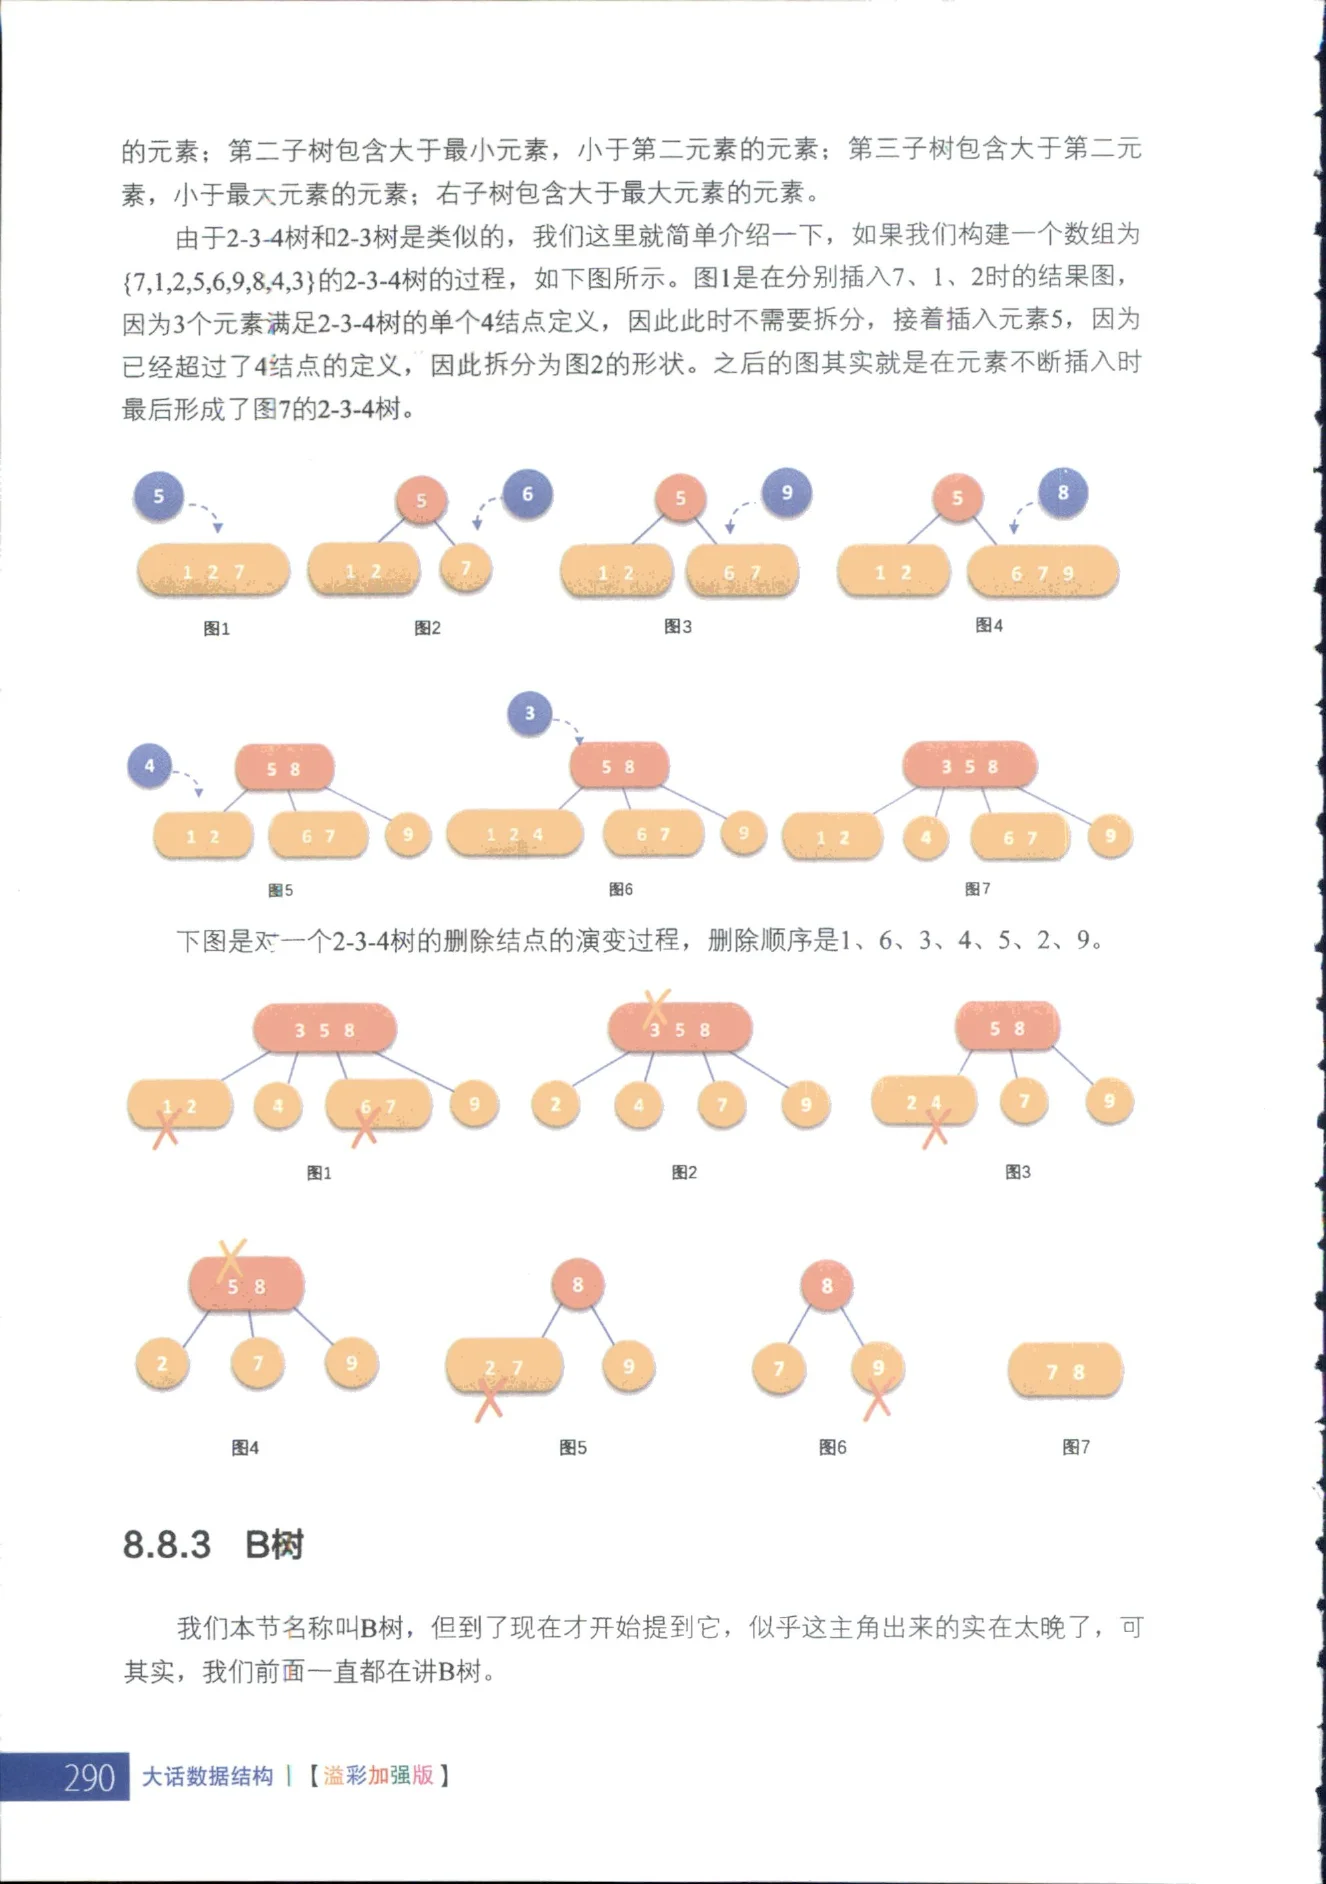 的元素；第二子树包含大于最小元素，小于第二元素的元素；第三子树包含大于第二元
素，小于最大元素的元素；右子树包含大于最大元素的元素。
由于2-3-4树和2-3树是类似的，我们这里就简单介绍一下，如果我们构建一个数组为
{7,1,2,5,6,9,8,4,3}的2-3-4树的过程，如下图所示。图1是在分别插入7、1、2时的结果图，
因为3个元素满足2-3-4树的单个4结点定义，因此此时不需要拆分，接着插入元素5，因为
已经超过了4结点的定义，因此拆分为图2的形状。之后的图其实就是在元素不断插入时
最后形成了图7的2-3-4树。
5 5 6 5 9 5 8
1 2 7 1 2 7 1 2 6 7 1 2 6 7 9
图1 图2 图3 图4
3
4 5 8 5 8 3 5 8
1 2 6 7 9 1 2 4 6 7 9 1 2 4 6 7 9
图5 图6 图7
下图是对一个2-3-4树的删除结点的演变过程，删除顺序是1、6、3、4、5、2、9。
3 5 8 3 5 8 5 8
1 2 4 6 7 9 2 4 7 9 2 4 7 9
图1 图2 图3
5 8 8 8
2 7 9 2 7 9 7 9 7 8
图4 图5 图6 图7
8.8.3 B树
我们本节名称叫B树，但到了现在才开始提到它，似乎这主角出来的实在太晚了，可
其实，我们前面一直都在讲B树。
290 大话数据结构 |【溢彩加强版】